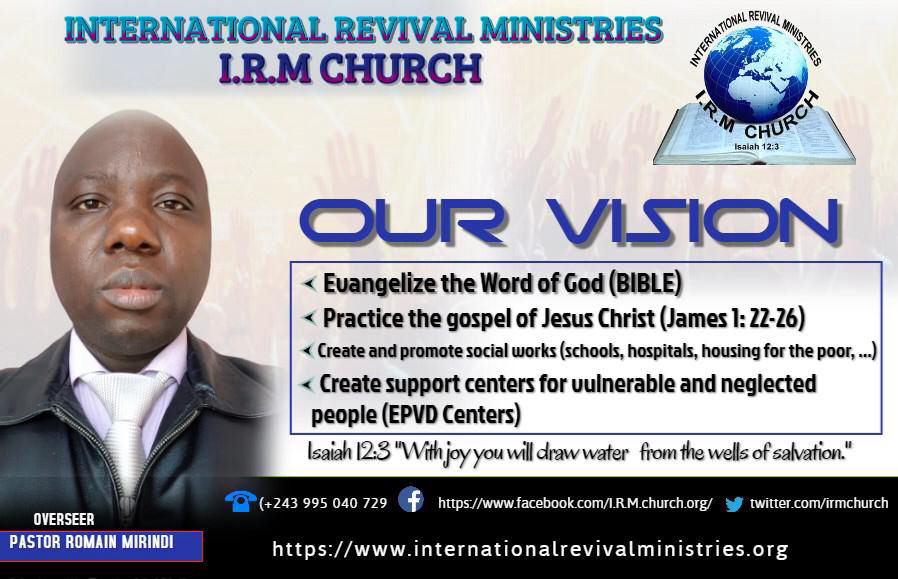 INTERNATIONAL REVIVAL MINISTRIES
I.R.M CHURCH
INTERNATIONAL REVIVAL MINISTRIES
I.R.M CHURCH
Isaiah 12:3
OUR VISION
Evangelize the Word of God (BIBLE)
Practice the gospel of Jesus Christ (James 1: 22-26)
Create and promote social works (schools, hospitals, housing for the poor, ...)
Create support centers for vulnerable and neglected
people (EPVD Centers)
Isaiah 12:3 "With joy you will draw water from the wells of salvation."
(+243 995 040 729
https://www.facebook.com/I.R.M.church.org/
twitter.com/irmchurch
OVERSEER
PASTOR ROMAIN MIRINDI
https://www.internationalrevivalministries.org